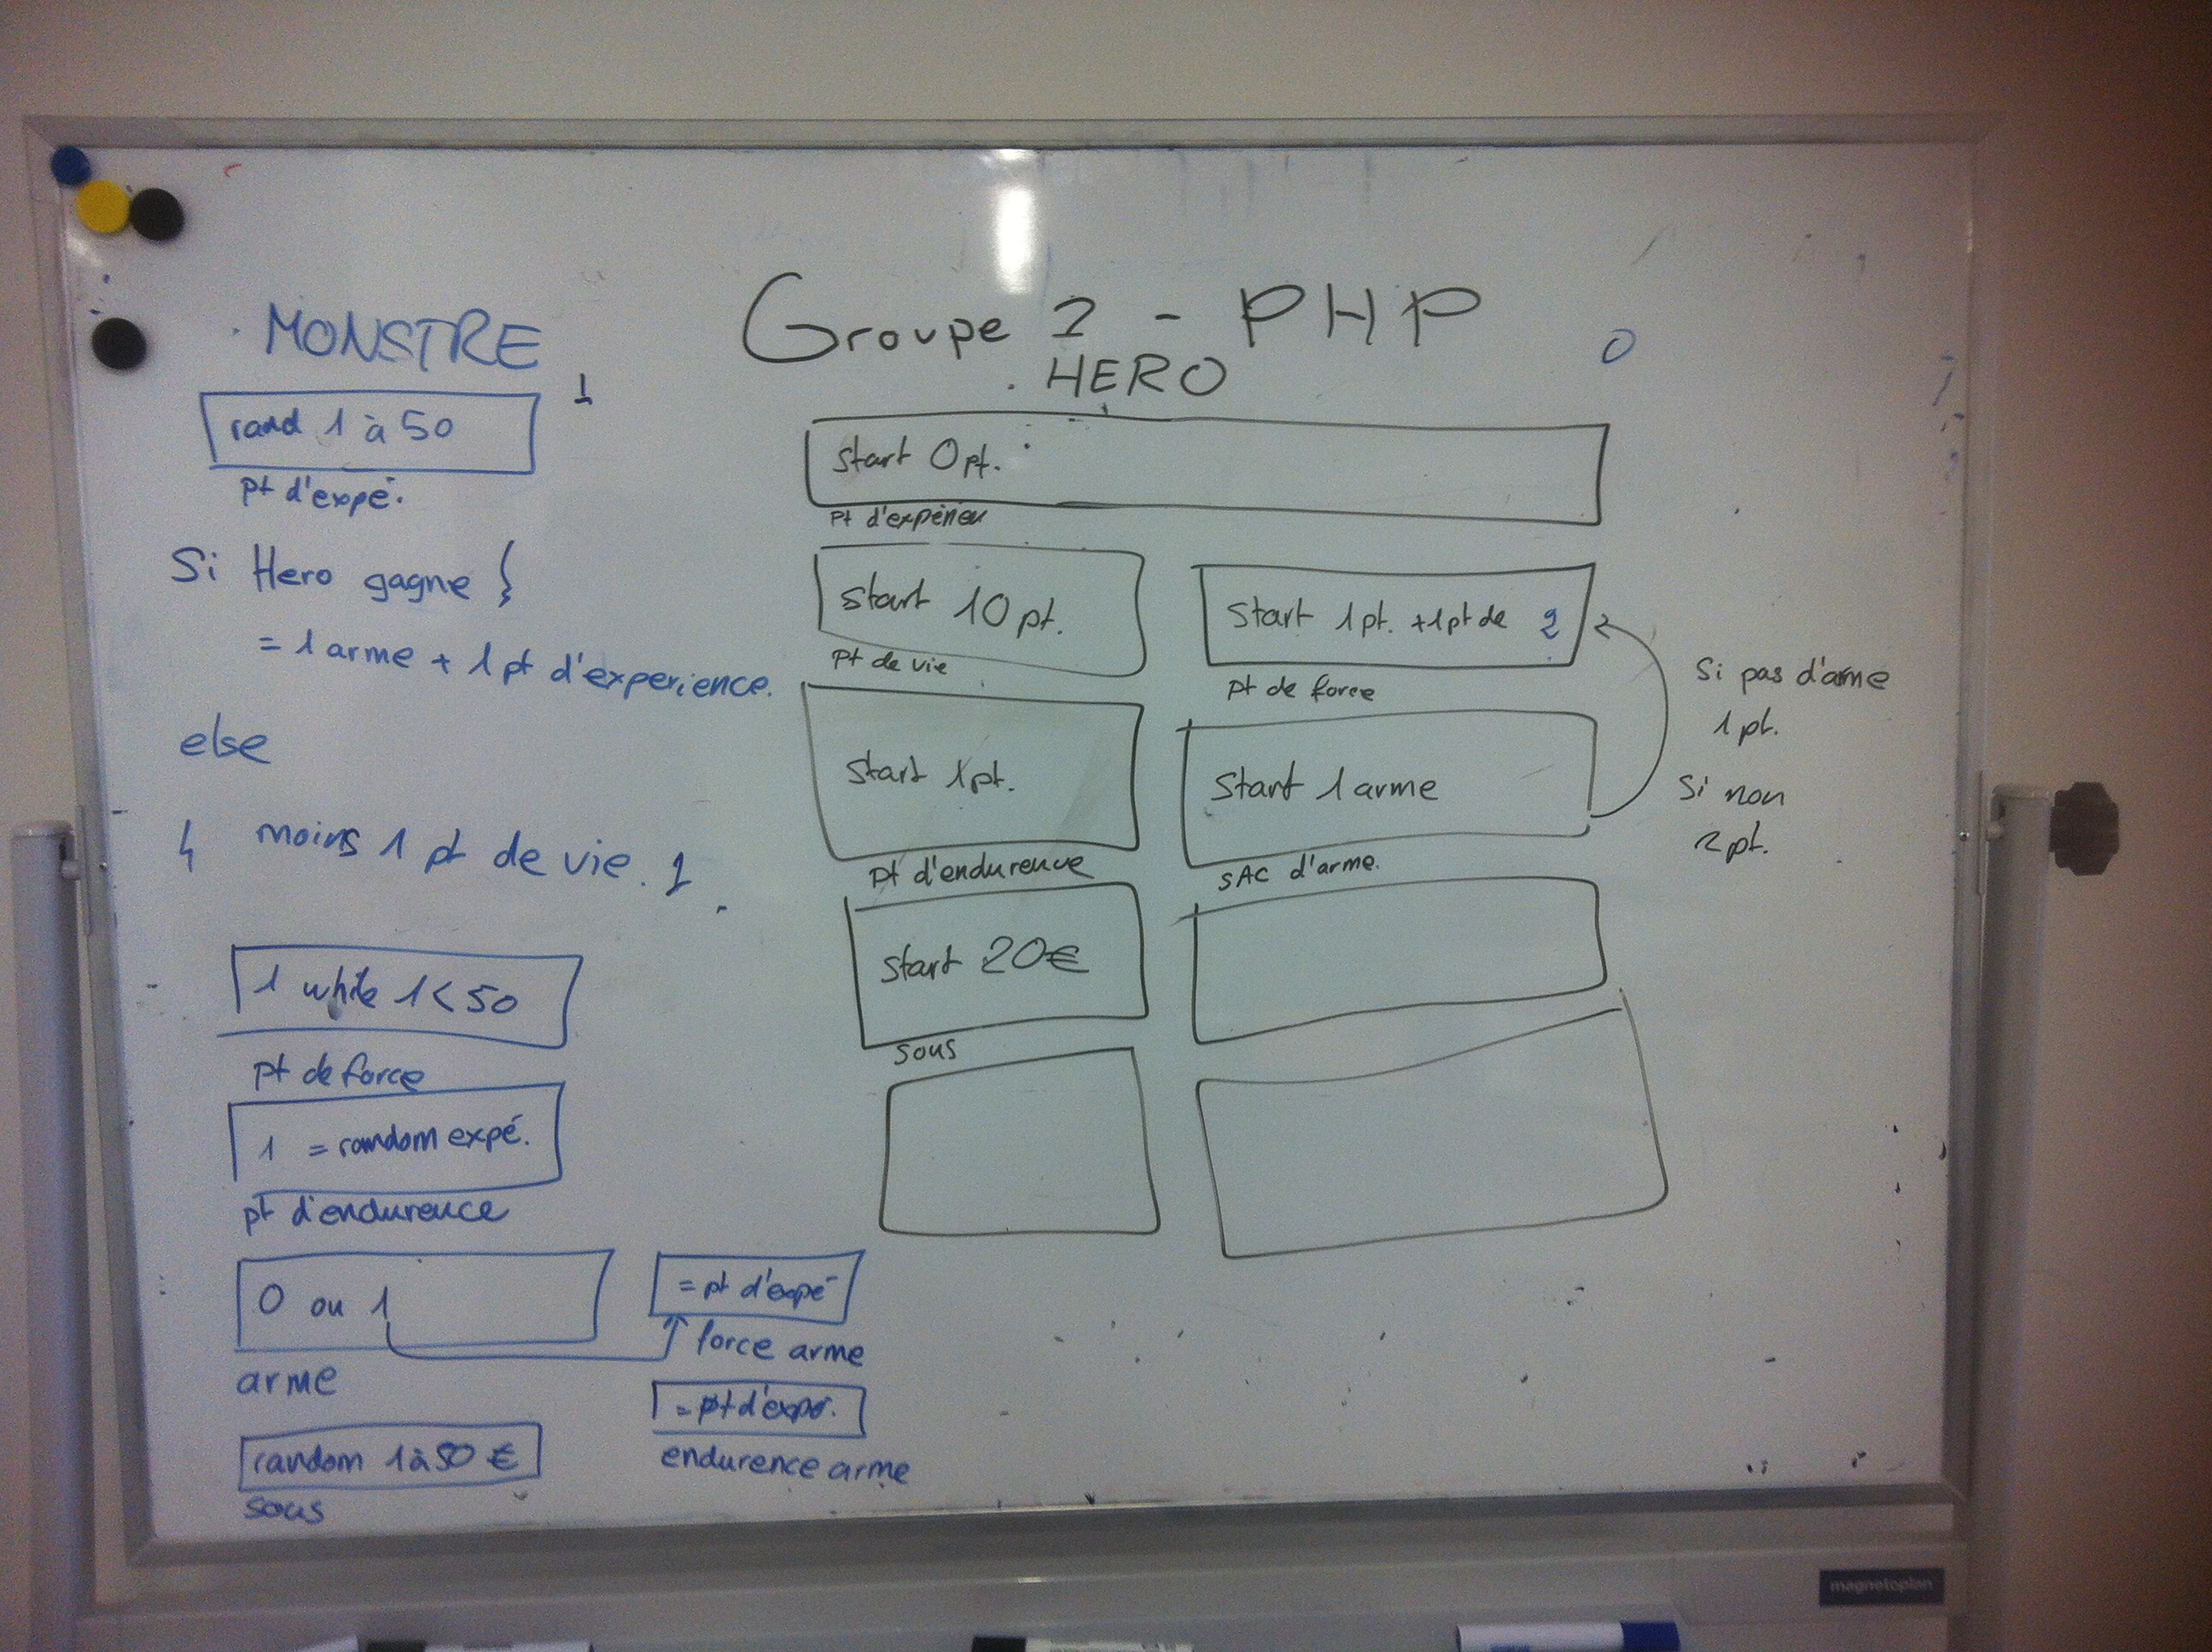 Groupe 2 - PHP
MONSTRE
rand 1 à 50
pt d'expé.
Si Hero gagne {
= 1 arme + 1 pt d'experience.
else
moins 1 pt de vie.
1 while 1 < 50
pt de force
1 = random expé.
pt d'endurence
0 ou 1
arme
= pt d'expé
force arme
= pt d'expe.
endurence arme
random 1 à 50 €
sous
HERO
start 0 pt.
start 10 pt.
pt de vie
start 1 pt. +1 pt de 2
pt de force
Si pas d'arme
1 pt.
Si non
2 pt.
start 1 pt.
pt d'endurence
start 1 arme
SAC d'arme.
start 20€
sous
magnetoplan